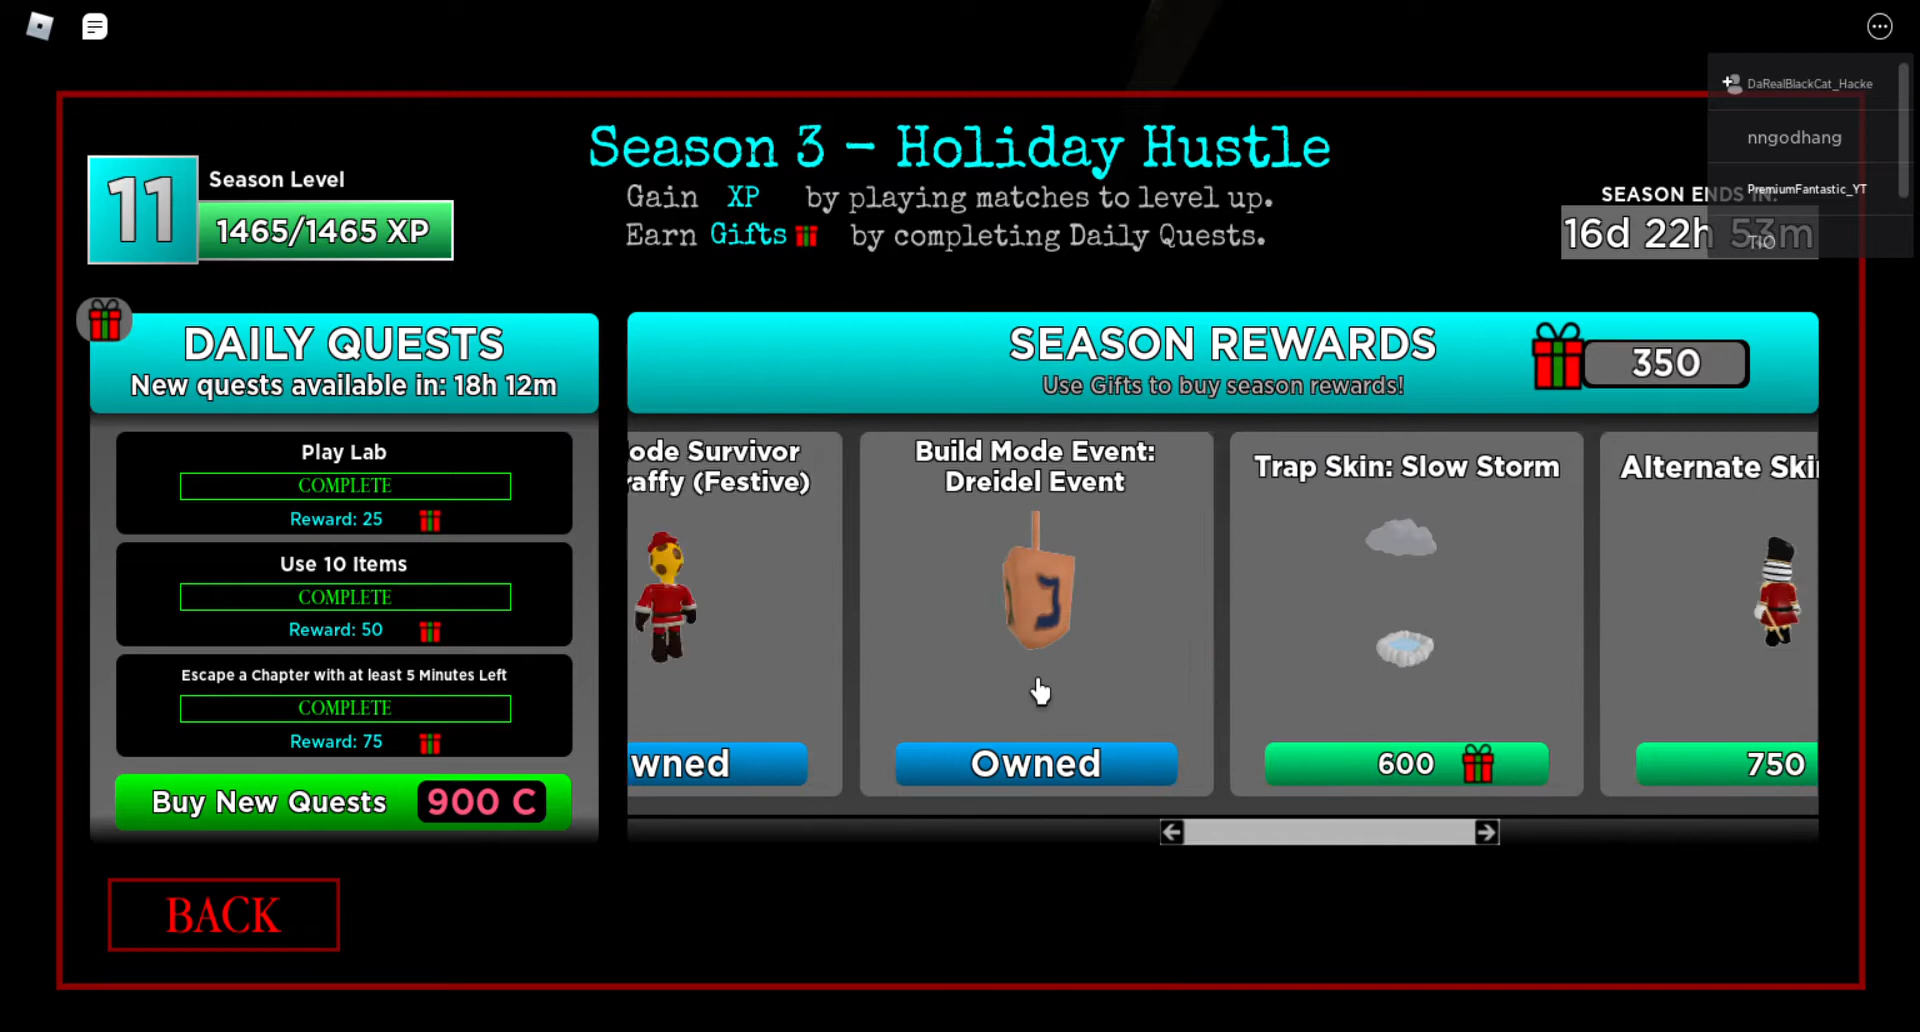 DaRealBlackCat_Hacke
nngodhang
PremiumFantastic_YT
TIO
Season 3 - Holiday Hustle
Gain XP by playing matches to level up.
Earn Gifts by completing Daily Quests.
11
Season Level
1465/1465 XP
SEASON ENDS IN:
16d 22h 53m
DAILY QUESTS
New quests available in: 18h 12m
Play Lab
COMPLETE
Reward: 25
Use 10 Items
COMPLETE
Reward: 50
Escape a Chapter with at least 5 Minutes Left
COMPLETE
Reward: 75
Buy New Quests 900 C
SEASON REWARDS
Use Gifts to buy season rewards!
350
ode Survivor
raffy (Festive)
wned
Build Mode Event:
Dreidel Event
נ
Owned
Trap Skin: Slow Storm
600
Alternate Ski
750
BACK